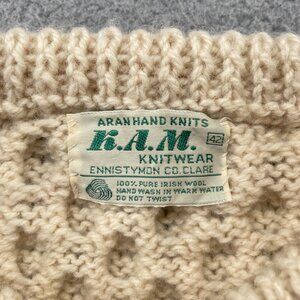 ARAN HAND KNITS
K.A.M. 42
KNITWEAR
ENNISTYMON CO. CLARE
100% PURE IRISH WOOL
HAND WASH IN WARM WATER
DO NOT TWIST